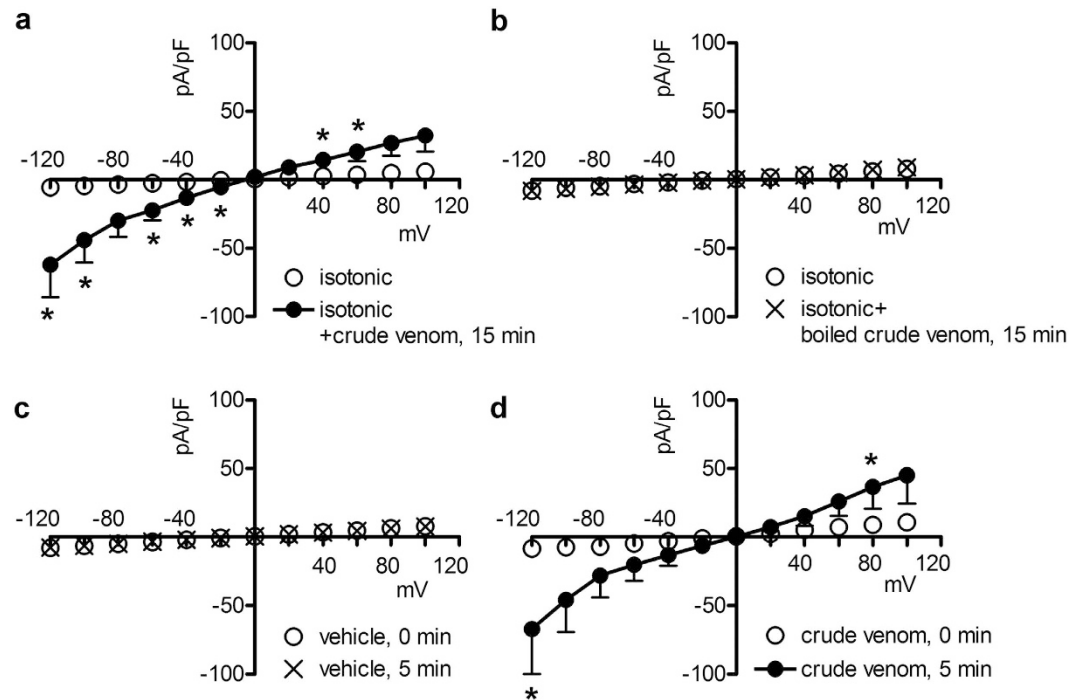 a
100
pA/pF
50
* *
-120 -80 -40
40 80 120
* * *
mV
-50
*
*
isotonic
isotonic
-100
+crude venom, 15 min
b
100
pA/pF
50
-120 -80 -40
40 80 120
mV
-50
isotonic
isotonic+
-100
boiled crude venom, 15 min
c
100
pA/pF
50
-120 -80 -40
40 80 120
mV
-50
vehicle, 0 min
vehicle, 5 min
-100
d
100
pA/pF
50
*
-120 -80 -40
40 80 120
mV
-50
crude venom, 0 min
crude venom, 5 min
-100
*